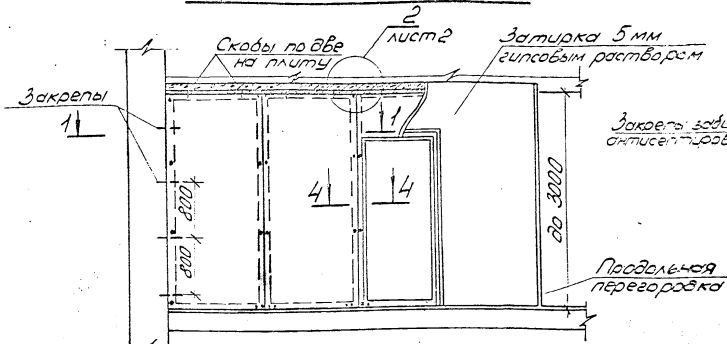 2
лист 2
Скобы по две
на плиту
Затирка 5 мм
гипсовым раствором
Закрепы
1
1
Закрепы
4
4
800
800
до 3000
Продольная
перегородка